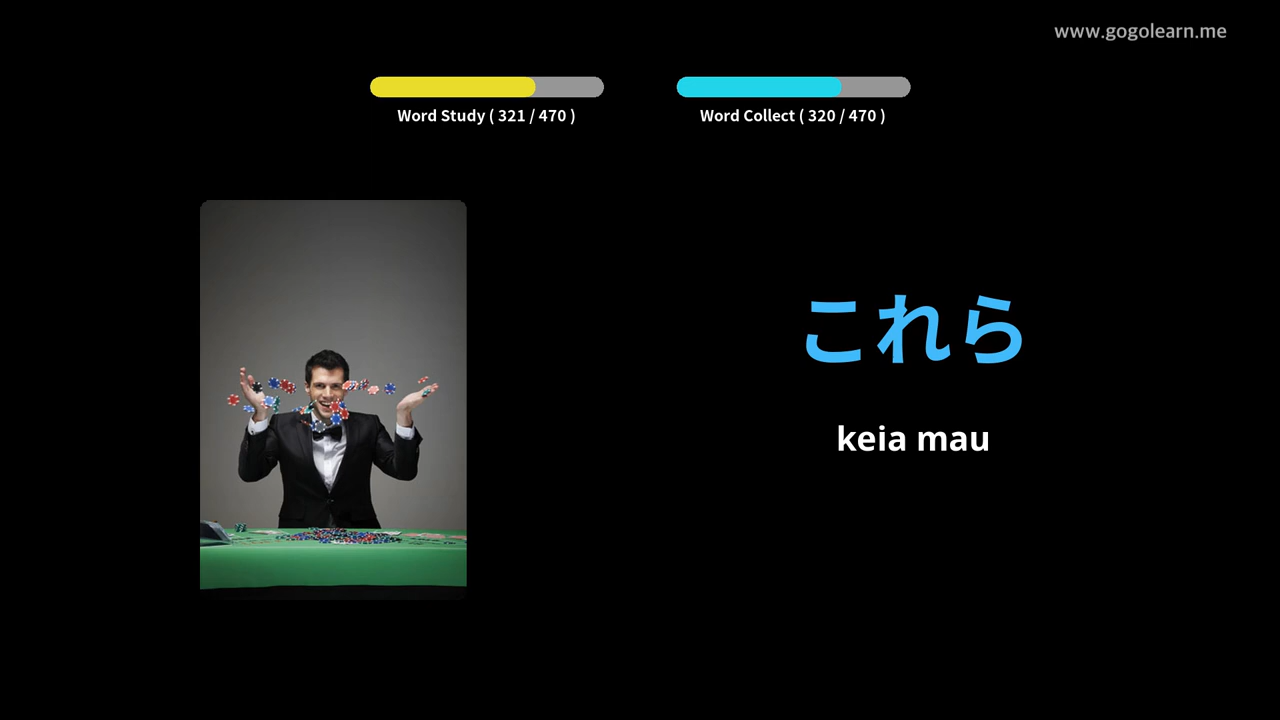 www.gogolearn.me
Word Study ( 321 / 470 )
Word Collect ( 320 / 470 )
これら
keia mau